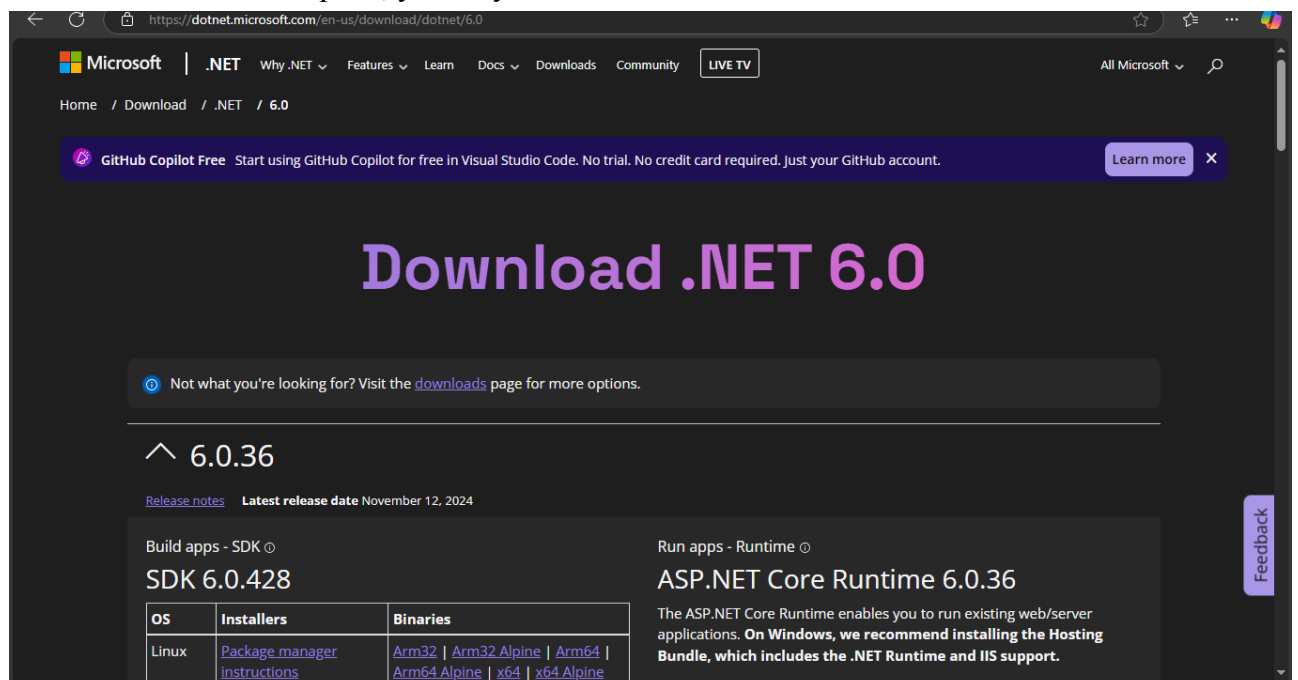 https://dotnet.microsoft.com/en-us/download/dotnet/6.0
Microsoft | .NET Why .NET Features Learn Docs Downloads Community LIVE TV All Microsoft
Home / Download / .NET / 6.0
GitHub Copilot Free Start using GitHub Copilot for free in Visual Studio Code. No trial. No credit card required. Just your GitHub account. Learn more
Download .NET 6.0
Not what you're looking for? Visit the downloads page for more options.
6.0.36
Release notes Latest release date November 12, 2024
Build apps - SDK
SDK 6.0.428
OS Installers Binaries
Linux Package manager instructions Arm32 | Arm32 Alpine | Arm64 |
Arm64 Alpine | x64 | x64 Alpine
Run apps - Runtime
ASP.NET Core Runtime 6.0.36
The ASP.NET Core Runtime enables you to run existing web/server
applications. On Windows, we recommend installing the Hosting
Bundle, which includes the .NET Runtime and IIS support.
Feedback